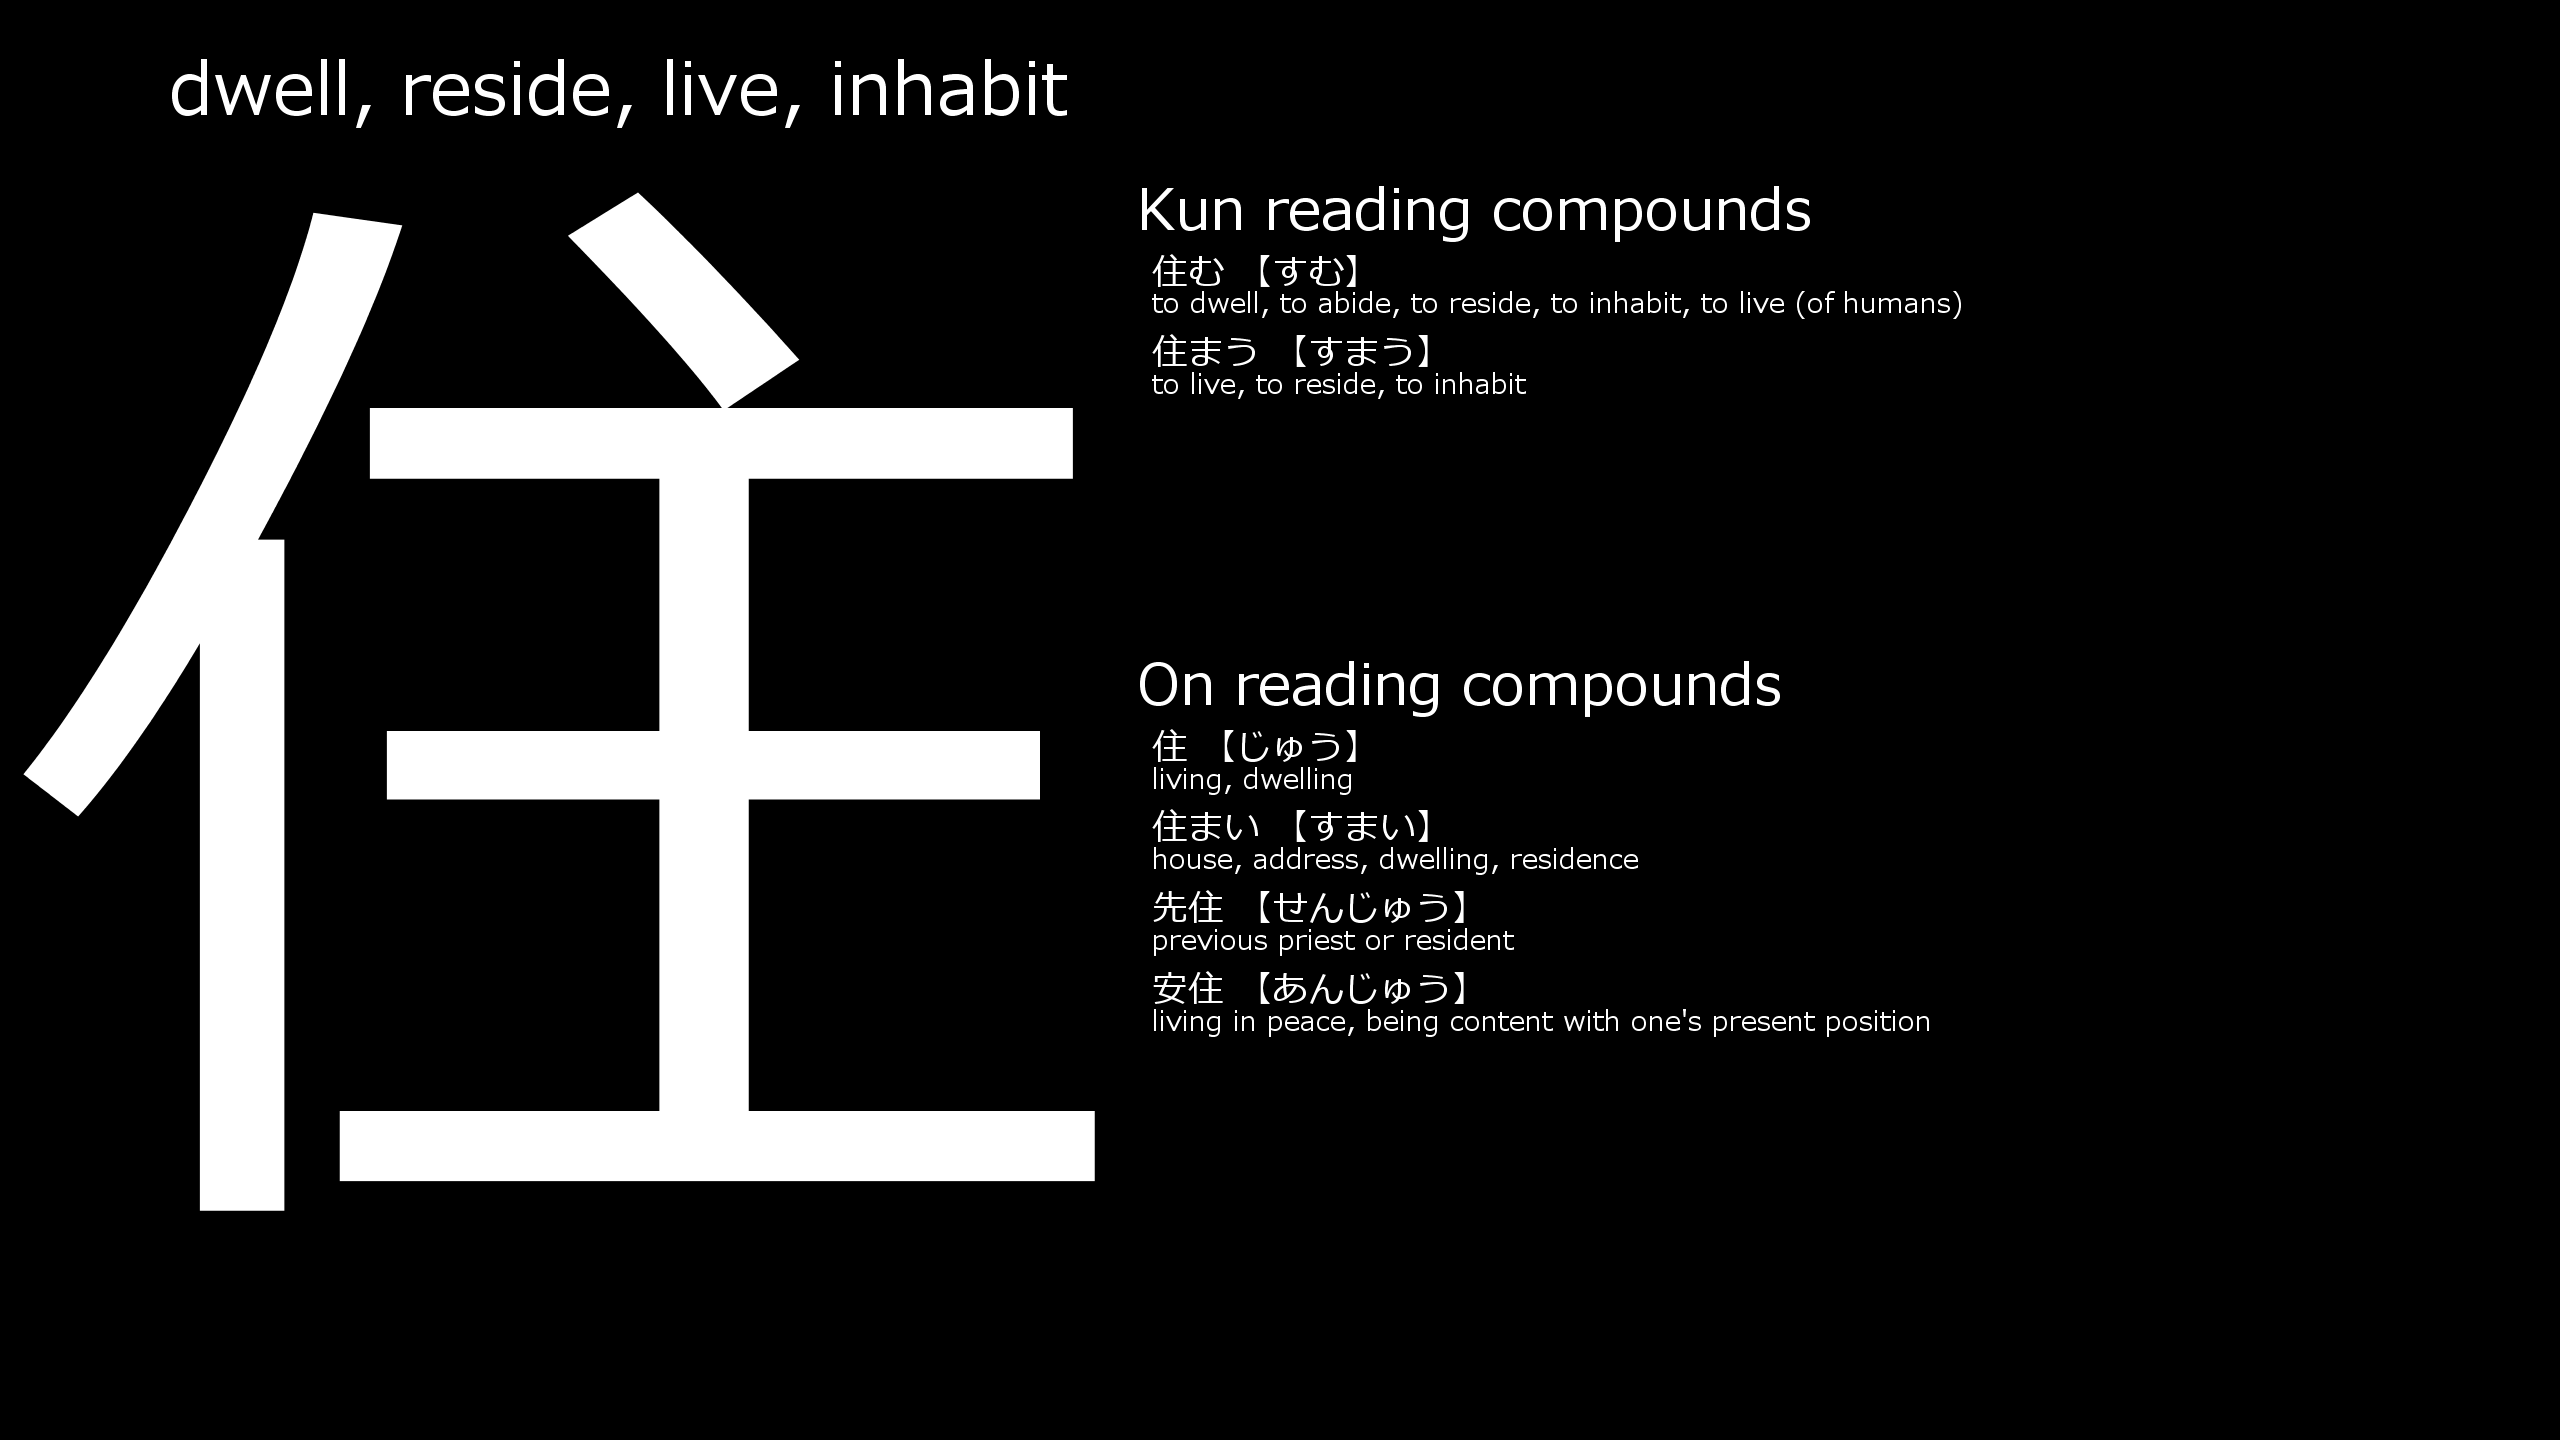 dwell, reside, live, inhabit
住
Kun reading compounds
住む 【すむ】
to dwell, to abide, to reside, to inhabit, to live (of humans)
住まう 【すまう】
to live, to reside, to inhabit
On reading compounds
住 【じゅう】
living, dwelling
住まい 【すまい】
house, address, dwelling, residence
先住 【せんじゅう】
previous priest or resident
安住 【あんじゅう】
living in peace, being content with one's present position